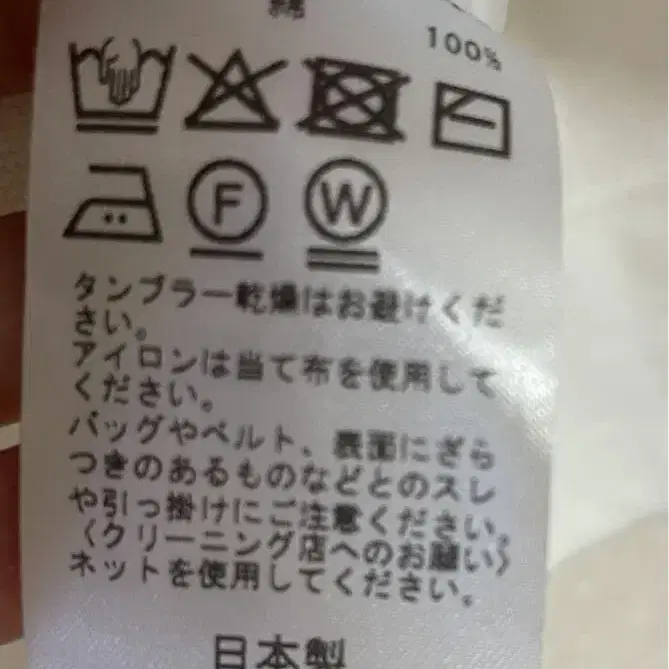 綿
100%
F W
タンブラー乾燥はお避けくだ
さい。
アイロンは当て布を使用して
ください。
バッグやベルト、表面にざら
つきのあるものなどとのスレ
や引っ掛けにご注意ください。
〈クリーニング店へのお願い〉
ネットを使用してください。
日本製